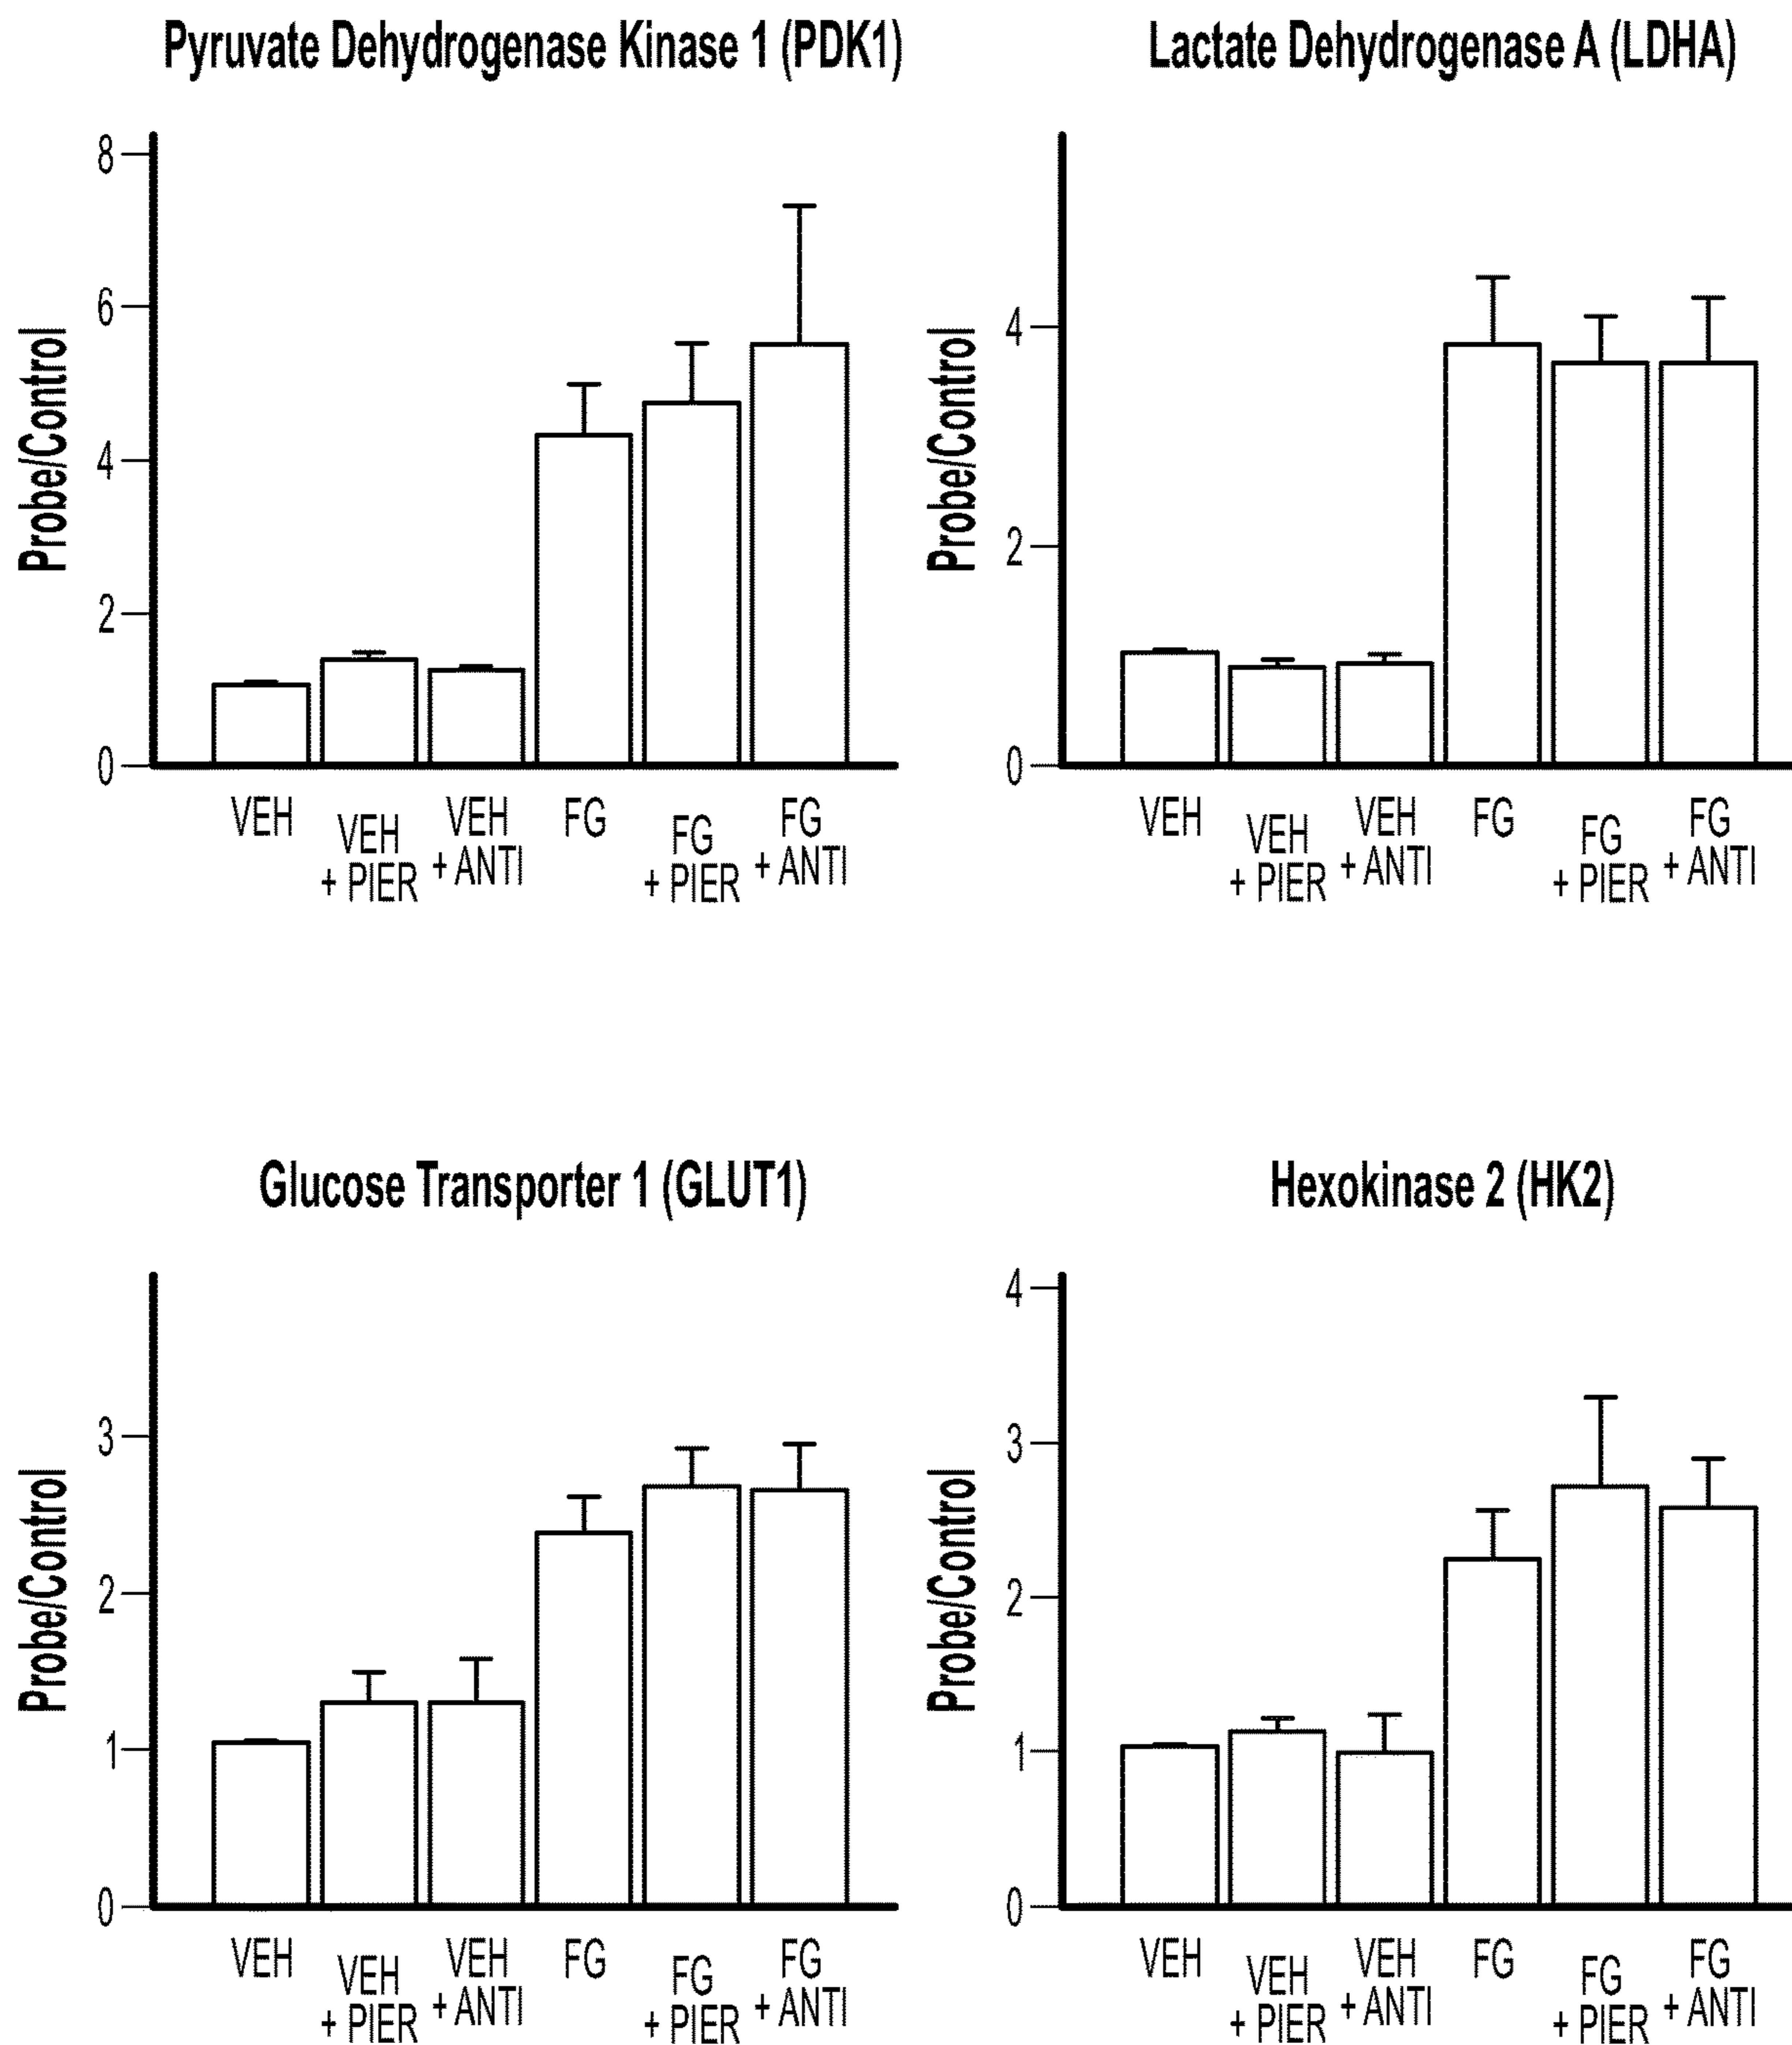 Pyruvate Dehydrogenase Kinase 1 (PDK1)
Probe/Control
8
6
4
2
0
VEH
VEH
+ PIER
VEH
+ ANTI
FG
FG
+ PIER
FG
+ ANTI
Lactate Dehydrogenase A (LDHA)
Probe/Control
4
2
0
VEH
VEH
+ PIER
VEH
+ ANTI
FG
FG
+ PIER
FG
+ ANTI
Glucose Transporter 1 (GLUT1)
Probe/Control
3
2
1
0
VEH
VEH
+ PIER
VEH
+ ANTI
FG
FG
+ PIER
FG
+ ANTI
Hexokinase 2 (HK2)
Probe/Control
4
3
2
1
0
VEH
VEH
+ PIER
VEH
+ ANTI
FG
FG
+ PIER
FG
+ ANTI